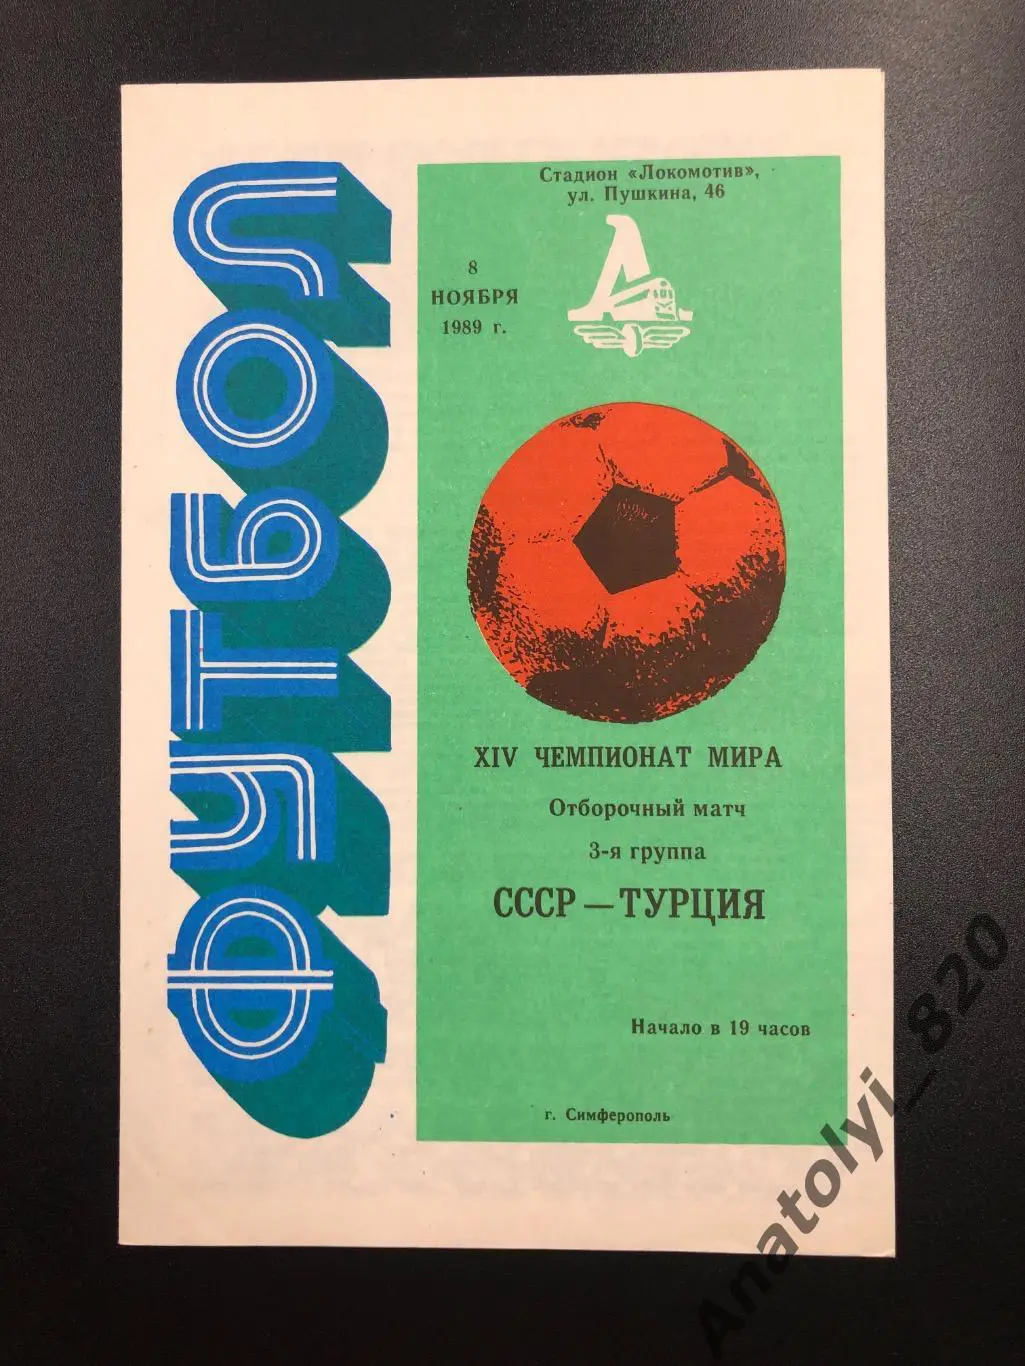 ФУТБОЛ
Стадион «Локомотив»,
ул. Пушкина, 46
8
НОЯБРЯ
1989 г.
XIV ЧЕМПИОНАТ МИРА
Отборочный матч
3-я группа
СССР — ТУРЦИЯ
Начало в 19 часов
г. Симферополь
Anatolyi_820